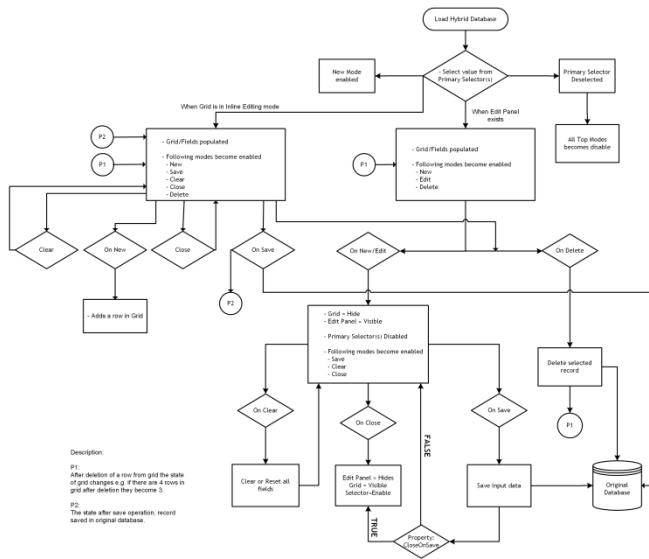 Load Hybrid Database
New Mode
enabled
- Select value from
Primary Selector(s)
Primary Selector
Deselected
When Grid is in Inline Editing mode
When Edit Panel
exists
All Top Modes
becomes disable
P2
P1
- Grid/Fields populated
- Following modes become enabled
- New
- Save
- Clear
- Close
- Delete
P1
- Grid/Fields populated
- Following modes become enabled
- New
- Edit
- Delete
Clear
On New
Close
On Save
On New/Edit
On Delete
P2
- Adds a row in Grid
- Grid = Hide
- Edit Panel = Visible
- Primary Selector(s) Disabled
- Following modes become enabled
- Save
- Clear
- Close
Delete selected
record
P1
On Clear
On Close
On Save
FALSE
Clear or Reset all
fields
Edit Panel = Hides
Grid = Visible
Selector=Enable
Save input data
Original
Database
TRUE
Property:
CloseOnSave
Description:
P1:
After deletion of a row from grid the state
of grid changes e.g. if there are 4 rows in
grid after deletion they become 3.
P2:
The state after save operation, record
saved in original database.